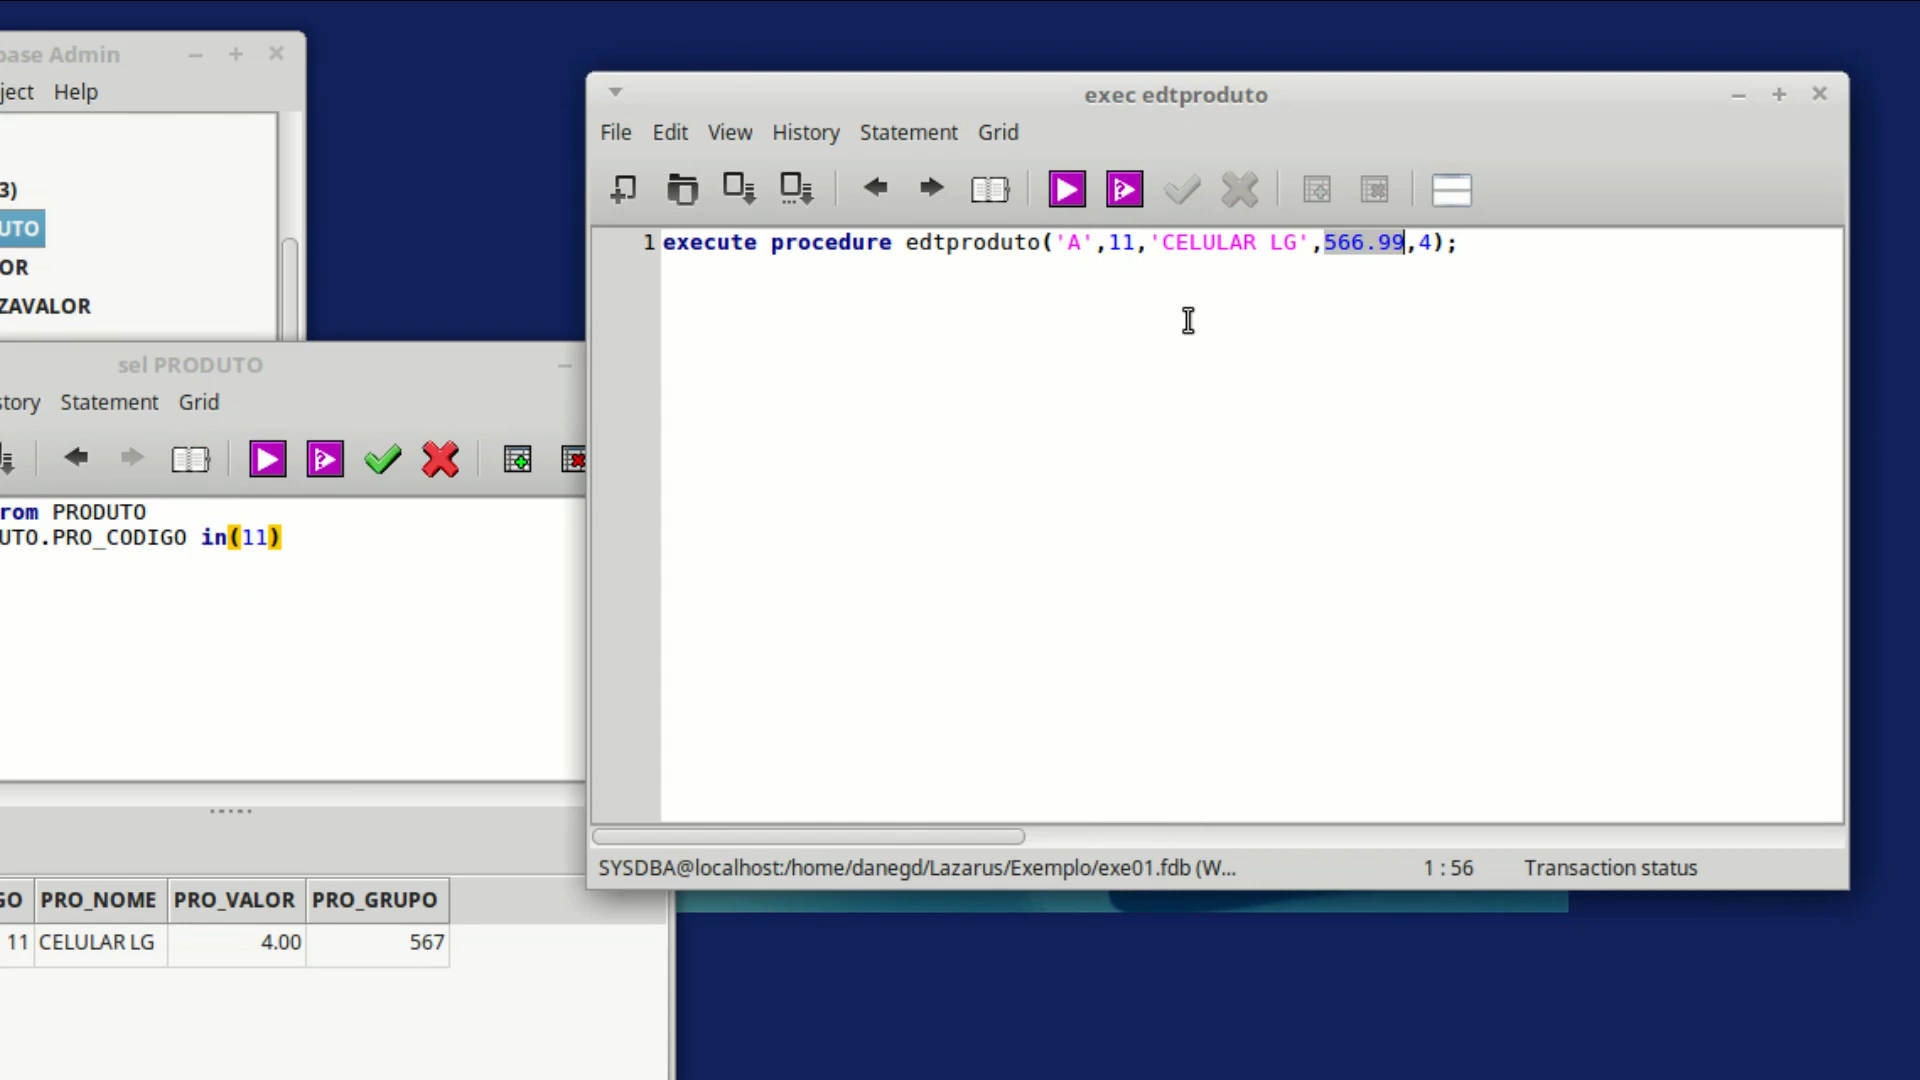 base Admin
ject Help
3)
UTO
OR
ZAVALOR
sel PRODUTO
story Statement Grid
rom PRODUTO
UTO.PRO_CODIGO in(11)
GO PRO_NOME PRO_VALOR PRO_GRUPO
11 CELULAR LG 4.00 567
exec edtproduto
File Edit View History Statement Grid
1 execute procedure edtproduto('A',11,'CELULAR LG',566.99,4);
SYSDBA@localhost:/home/danegd/Lazarus/Exemplo/exe01.fdb (W... 1 : 56 Transaction status